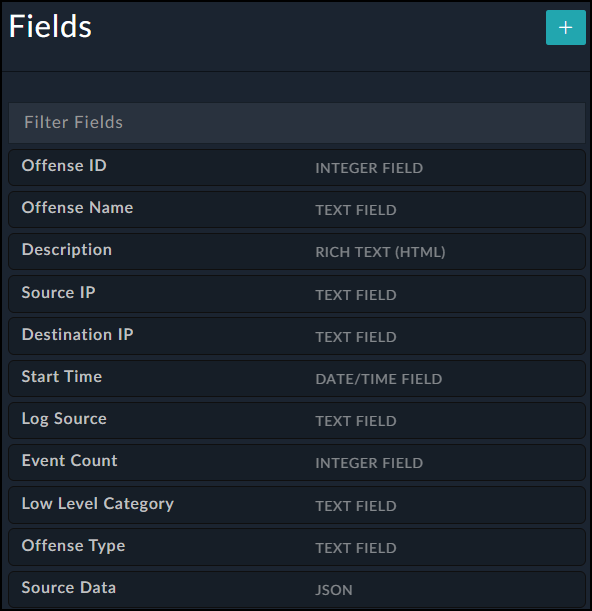 Fields
+
Filter Fields
Offense ID INTEGER FIELD
Offense Name TEXT FIELD
Description RICH TEXT (HTML)
Source IP TEXT FIELD
Destination IP TEXT FIELD
Start Time DATE/TIME FIELD
Log Source TEXT FIELD
Event Count INTEGER FIELD
Low Level Category TEXT FIELD
Offense Type TEXT FIELD
Source Data JSON